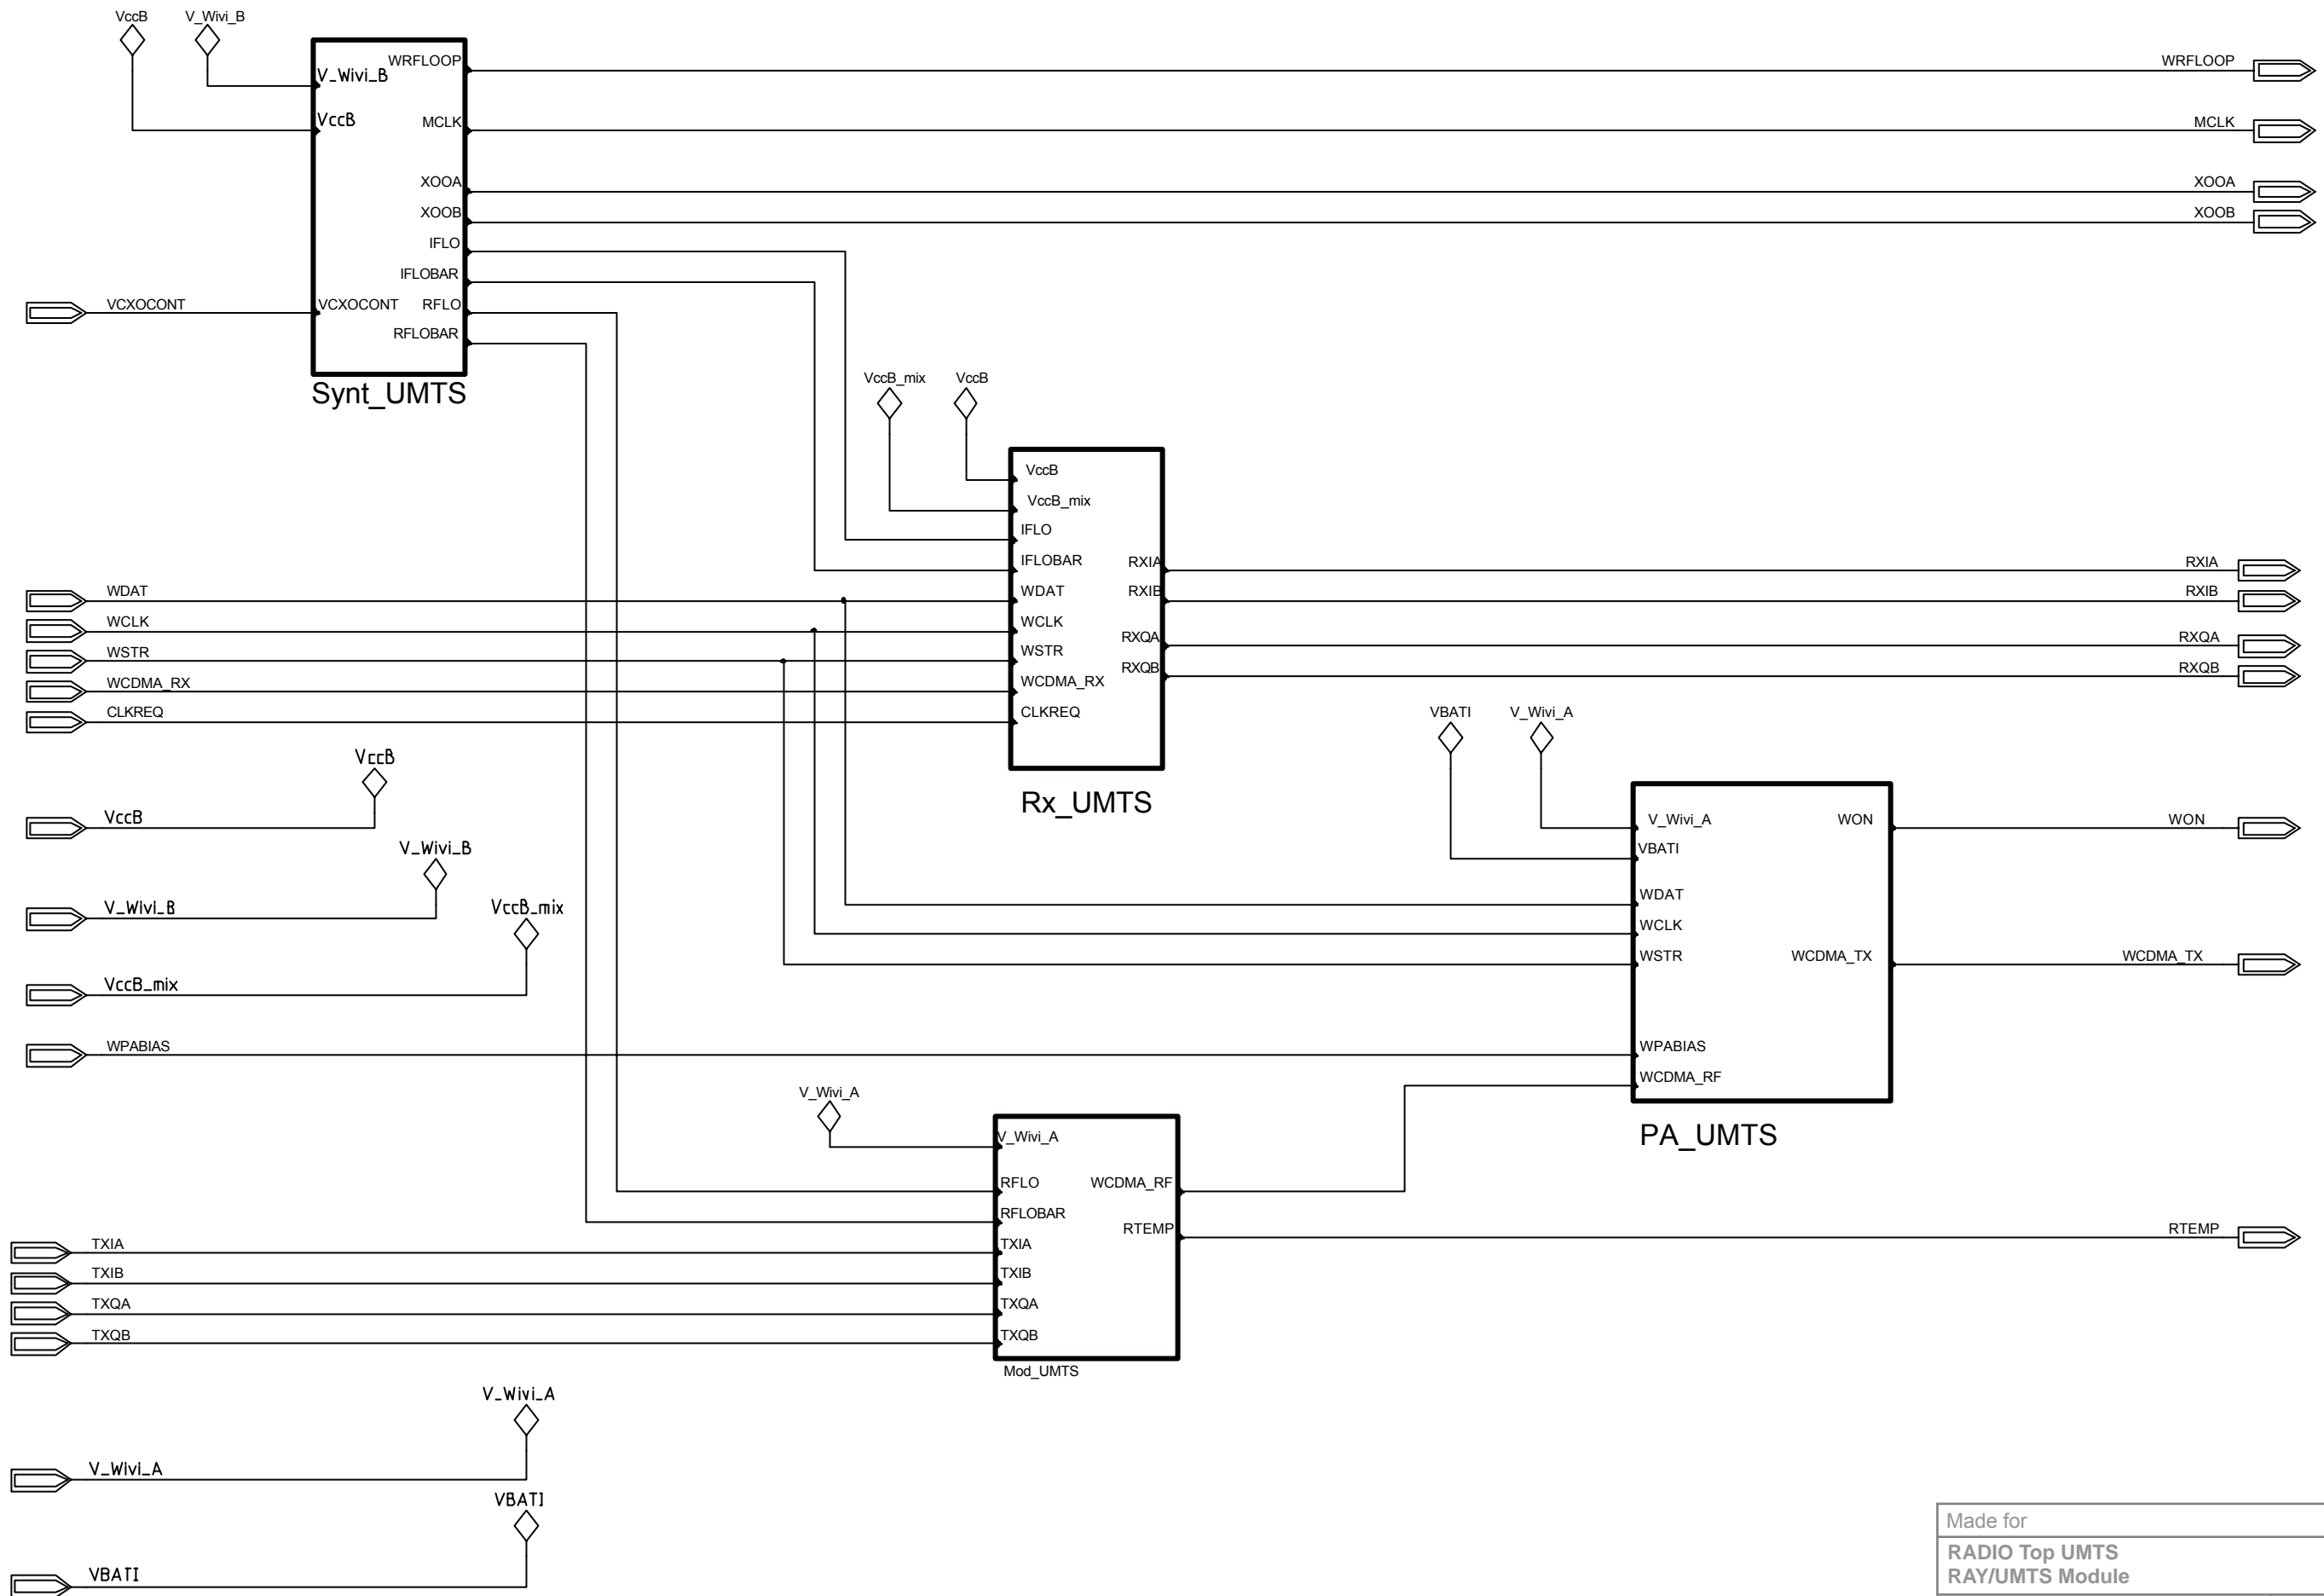 VccB
V_Wivi_B
V_Wivi_B
WRFLOOP
WRFLOOP
VccB
MCLK
MCLK
XOOA
XOOA
XOOB
XOOB
IFLO
IFLOBAR
VCXOCONT
VCXOCONT
RFLO
RFLOBAR
Synt_UMTS
VccB_mix
VccB
VccB
VccB_mix
IFLO
IFLOBAR
RXIA
RXIA
WDAT
WDAT
RXIB
RXIB
WCLK
WCLK
WSTR
WSTR
RXQA
RXQA
WCDMA_RX
WCDMA_RX
RXQB
RXQB
CLKREQ
CLKREQ
Rx_UMTS
VccB
VccB
V_Wivi_B
V_Wivi_B
VccB_mix
VccB_mix
VBATI
V_Wivi_A
V_Wivi_A
WON
WON
VBATI
WDAT
WCLK
WSTR
WCDMA_TX
WCDMA_TX
WPABIAS
WPABIAS
WCDMA_RF
PA_UMTS
V_Wivi_A
V_Wivi_A
RFLO
WCDMA_RF
RFLOBAR
RTEMP
RTEMP
TXIA
TXIA
TXIB
TXIB
TXQA
TXQA
TXQB
TXQB
Mod_UMTS
V_Wivi_A
V_Wivi_A
VBATI
VBATI
Made for
RADIO Top UMTS
RAY/UMTS Module